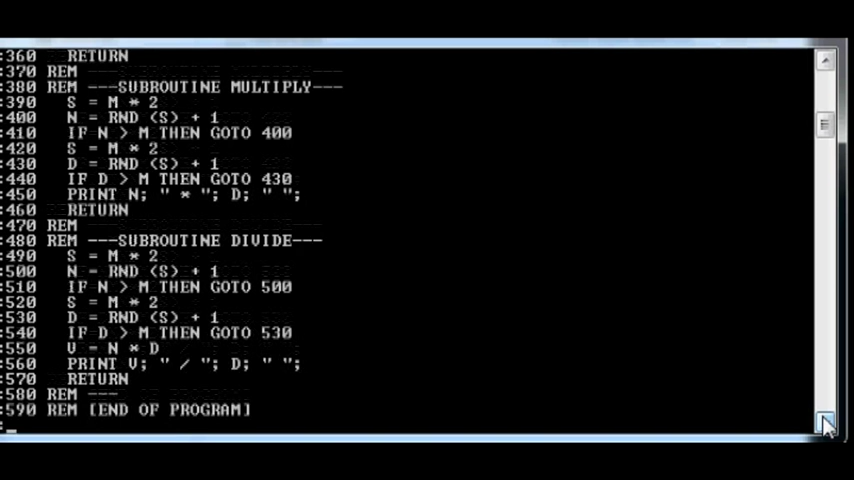 :360   RETURN
:370 REM
:380 REM ---SUBROUTINE MULTIPLY---
:390   S = M * 2
:400   N = RND (S) + 1
:410   IF N > M THEN GOTO 400
:420   S = M * 2
:430   D = RND (S) + 1
:440   IF D > M THEN GOTO 430
:450   PRINT N; " * "; D; " ";
:460   RETURN
:470 REM
:480 REM ---SUBROUTINE DIVIDE---
:490   S = M * 2
:500   N = RND (S) + 1
:510   IF N > M THEN GOTO 500
:520   S = M * 2
:530   D = RND (S) + 1
:540   IF D > M THEN GOTO 530
:550   V = N * D
:560   PRINT V; " / "; D; " ";
:570   RETURN
:580 REM ---
:590 REM [END OF PROGRAM]
:_